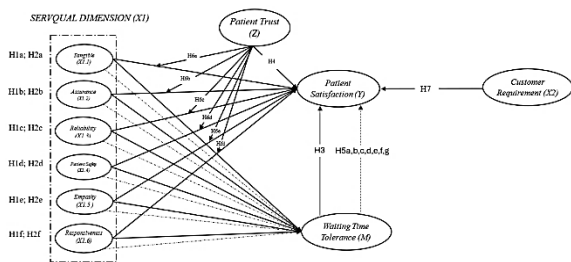 SERVQUAL DIMENSION (X1)
Patient Trust
(Z)
H1a; H2a
Tangible
(X1.1)
H6a
H4
H1b; H2b
Assurance
(X1.2)
H6b
Patient
Satisfaction (Y)
H7
Customer
Requirement (X2)
H1c; H2c
Reliability
(X1.3)
H6c
H6d
H6e
H6f
H3
H5a,b,c,d,e,f,g
H1d; H2d
Patient Safety
(X1.4)
H1e; H2e
Empathy
(X1.5)
H1f; H2f
Responsiveness
(X1.6)
Waiting Time
Tolerance (M)